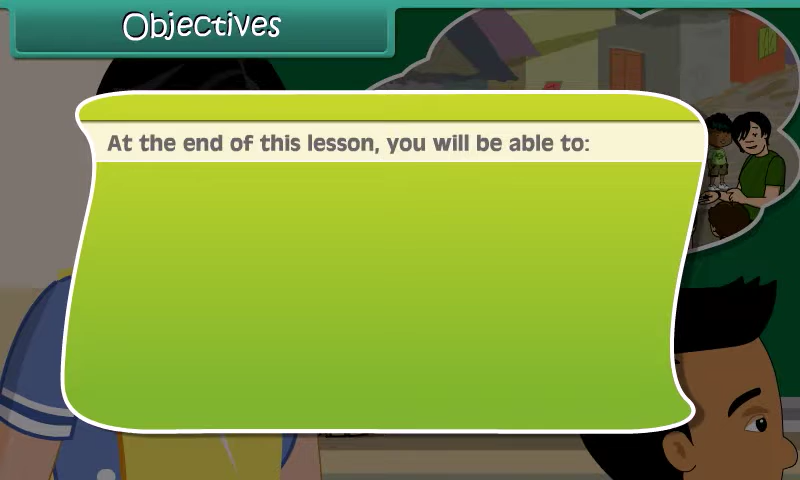 Objectives
At the end of this lesson, you will be able to: